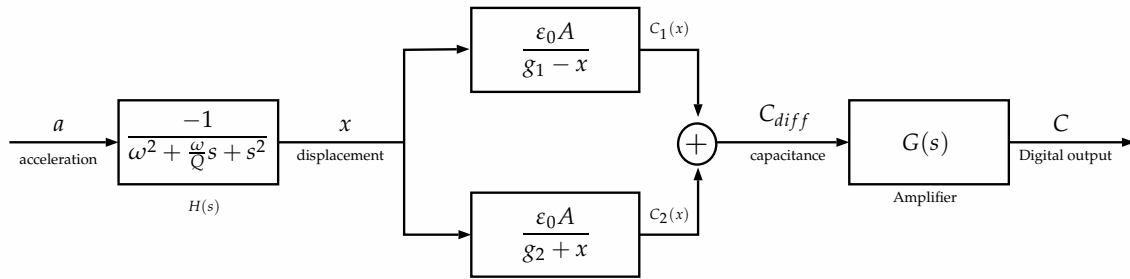 a
acceleration
-1
ω² + ω/Q s + s²
H(s)
x
displacement
ε₀A
g₁ − x
C₁(x)
ε₀A
g₂ + x
C₂(x)
+
C_diff
capacitance
G(s)
Amplifier
C
Digital output